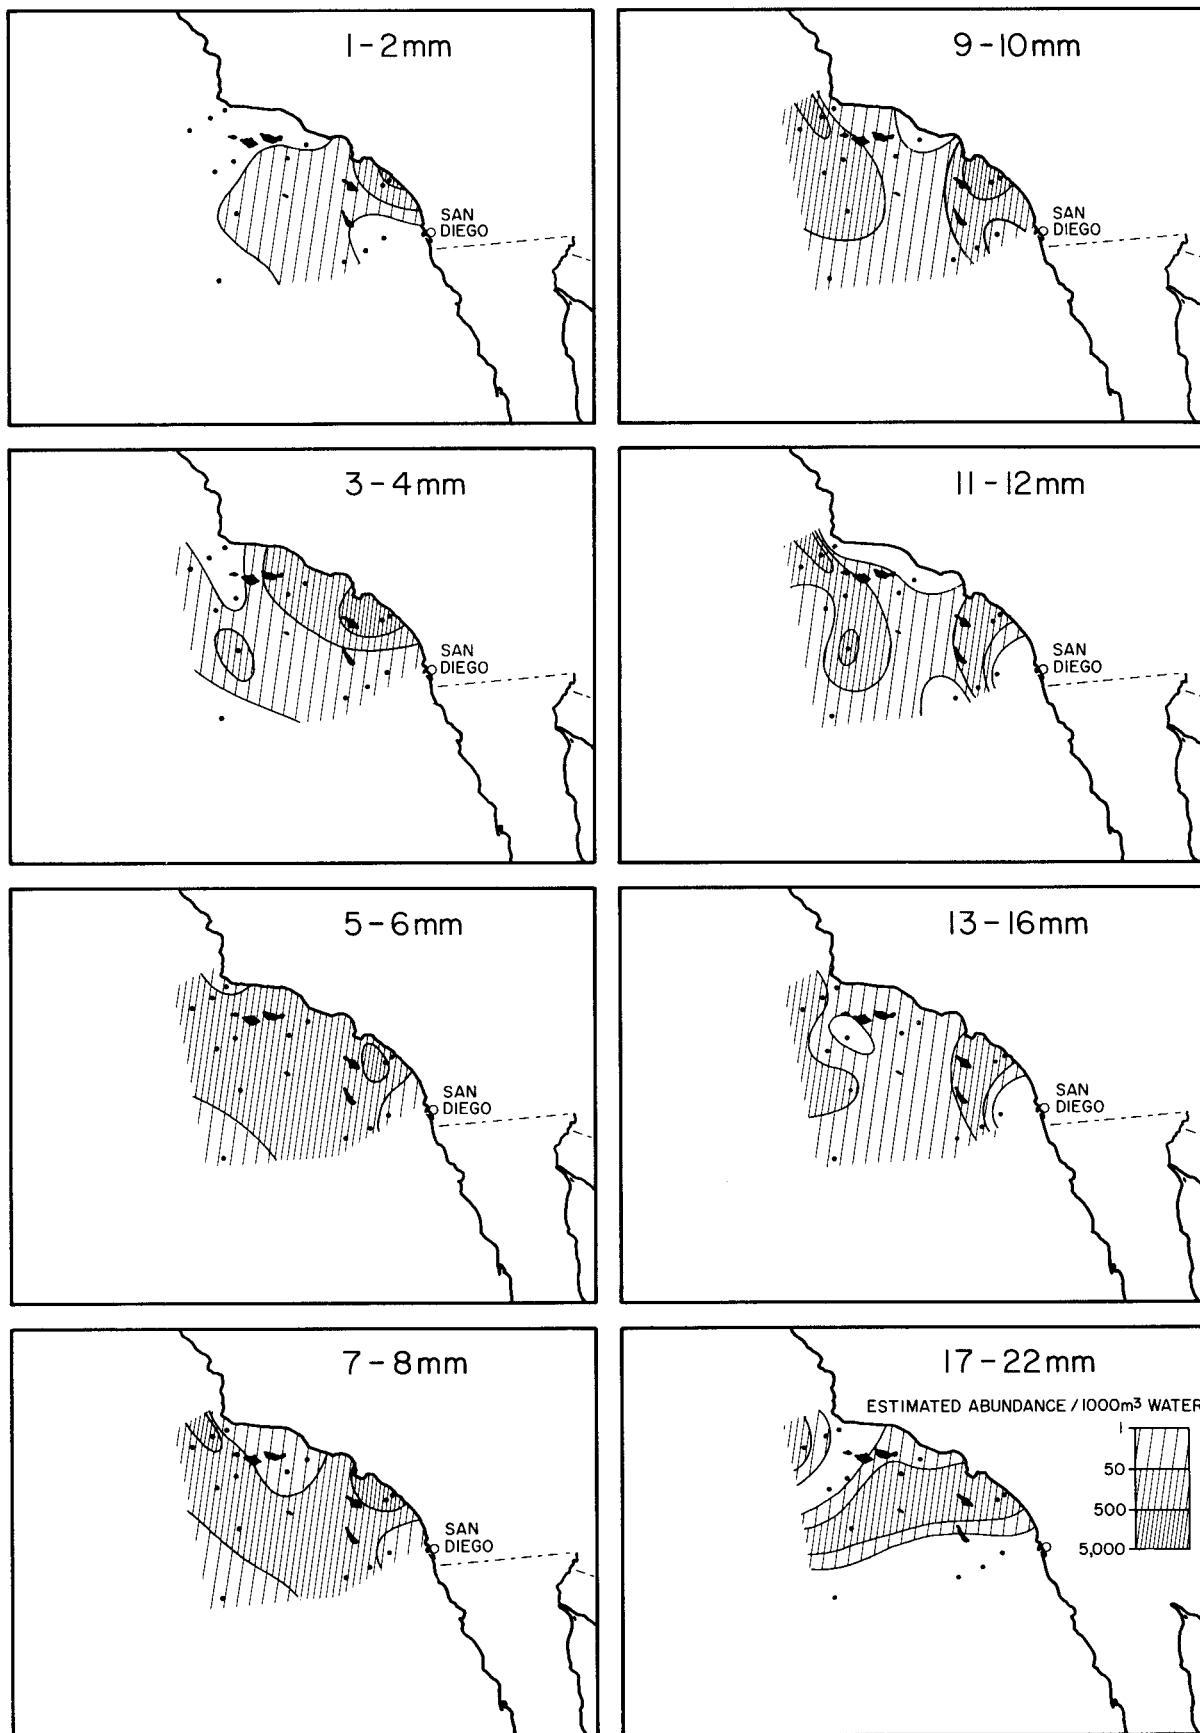 1-2mm
SAN
DIEGO
9-10mm
SAN
DIEGO
3-4mm
SAN
DIEGO
11-12mm
SAN
DIEGO
5-6mm
SAN
DIEGO
13-16mm
SAN
DIEGO
7-8mm
SAN
DIEGO
17-22mm
ESTIMATED ABUNDANCE / 1000m³ WATER
1
50
500
5,000